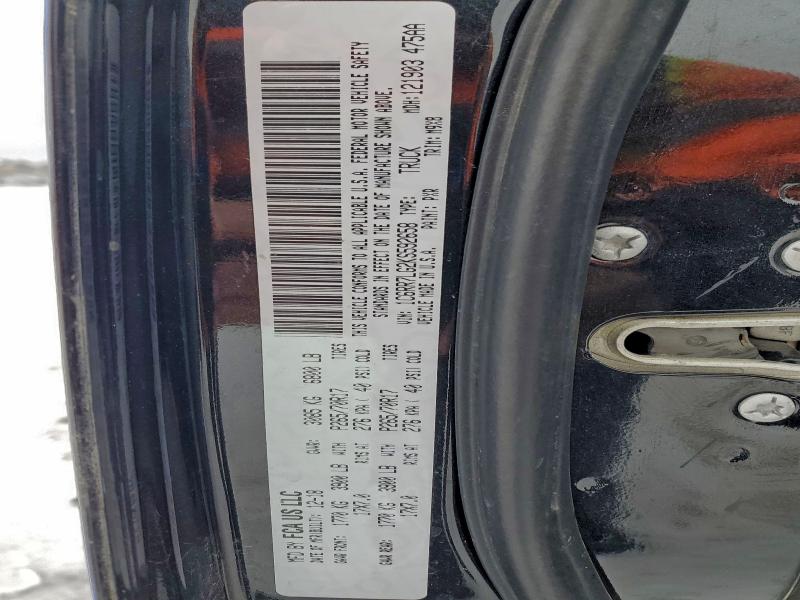 MFD BY FCA US LLC
DATE OF MFR/BUILT: 12-18 GVWR: 3085 KG 6800 LB
GAWR FRONT: 1770 KG 3900 LB WITH P265/70R17 TIRES
17X7.0 RIMS AT 276 KPA ( 40 PSI) COLD
GAWR REAR: 1770 KG 3900 LB WITH P265/70R17 TIRES
17X7.0 RIMS AT 276 KPA ( 40 PSI) COLD
THIS VEHICLE CONFORMS TO ALL APPLICABLE U.S.A. FEDERAL MOTOR VEHICLE SAFETY
STANDARDS IN EFFECT ON THE DATE OF MANUFACTURE SHOWN ABOVE.
VIN: 1C6RR7LG2KS592658 TYPE: TRUCK MDH:121903 475AA
VEHICLE MADE IN U.S.A. PAINT: PXR TRIM: M9X8